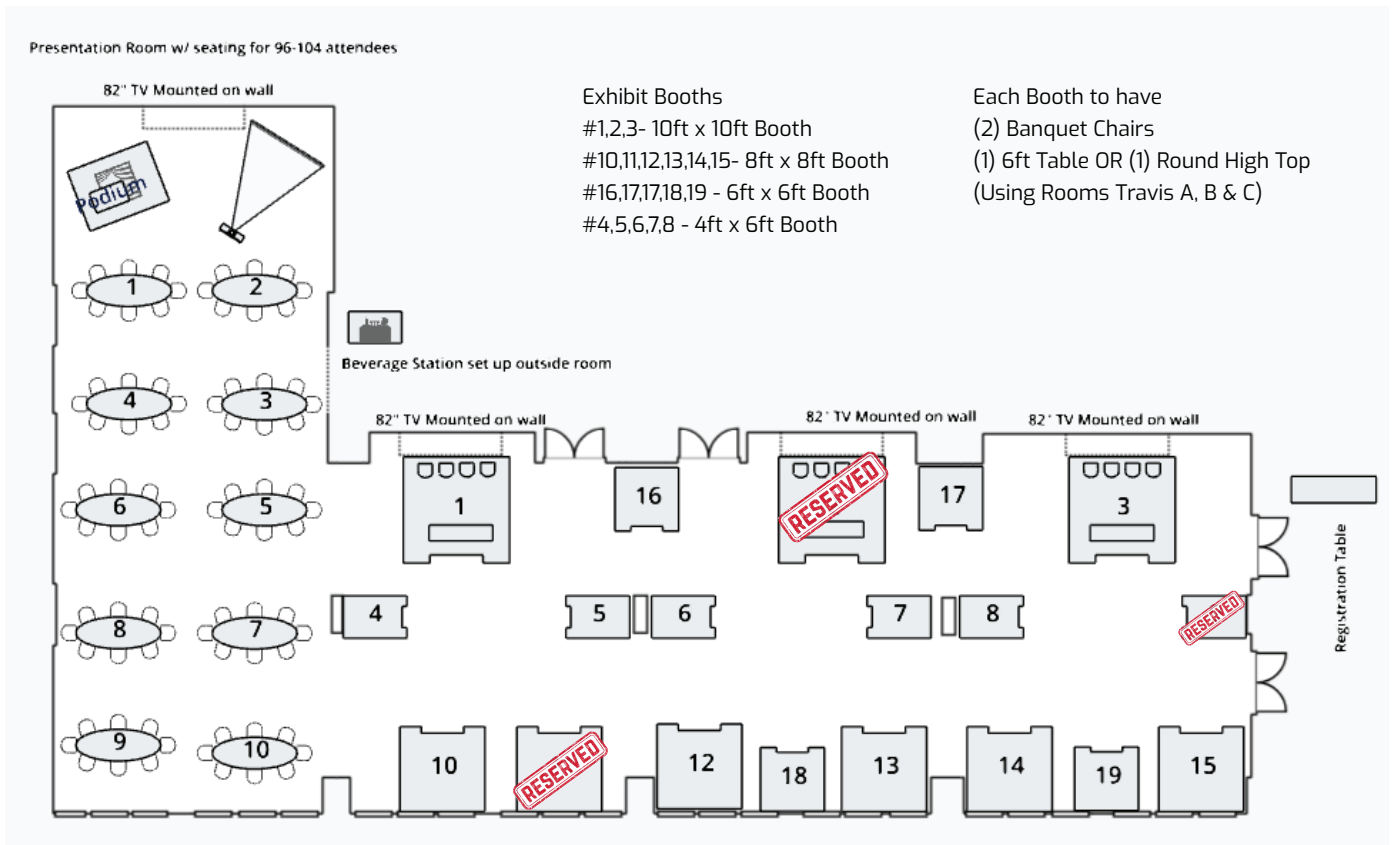 Presentation Room w/ seating for 96-104 attendees
82" TV Mounted on wall
Exhibit Booths
#1,2,3- 10ft x 10ft Booth
#10,11,12,13,14,15- 8ft x 8ft Booth
#16,17,17,18,19 - 6ft x 6ft Booth
#4,5,6,7,8 - 4ft x 6ft Booth
Each Booth to have
(2) Banquet Chairs
(1) 6ft Table OR (1) Round High Top
(Using Rooms Travis A, B & C)
Podium
1
2
Beverage Station set up outside room
4
3
82" TV Mounted on wall
82" TV Mounted on wall
82" TV Mounted on wall
6
5
1
16
RESERVED
17
3
Registration Table
8
7
4
5
6
7
8
RESERVED
9
10
10
RESERVED
12
18
13
14
19
15